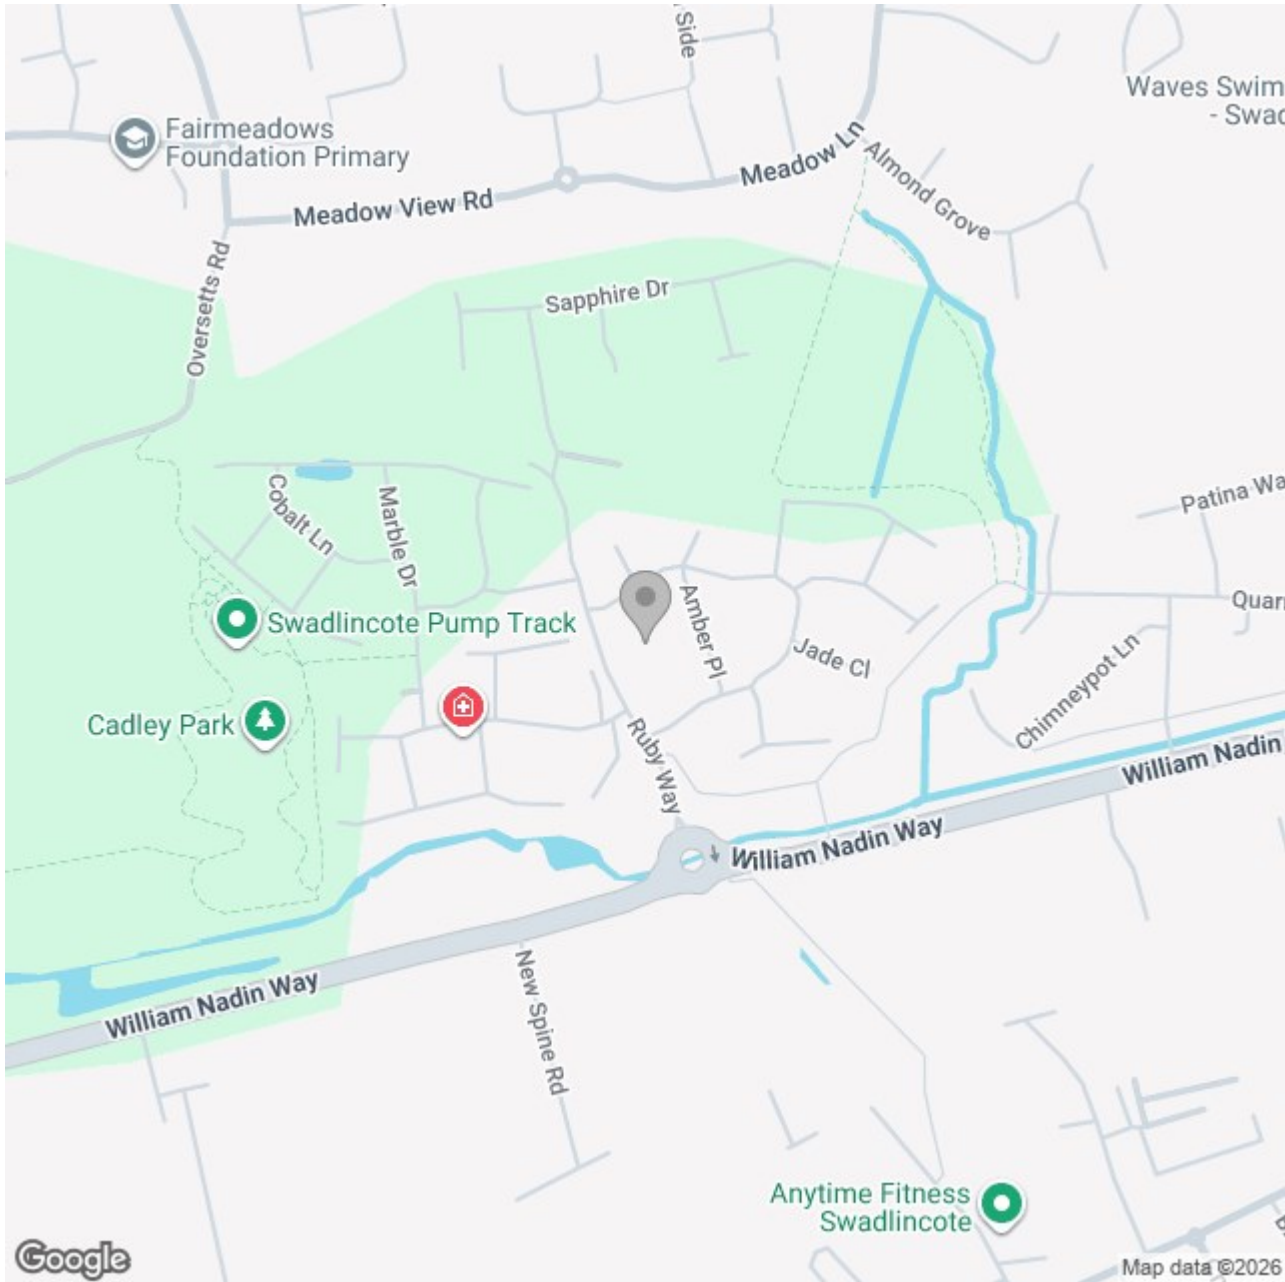 Side
Waves Swim
- Swad
Fairmeadows
Foundation Primary
Meadow Ln
Almond Grove
Meadow View Rd
Oversetts Rd
Sapphire Dr
Cobalt Ln
Marble Dr
Patina Wa
Quarr
Swadlincote Pump Track
Amber Pl
Jade Cl
Chimneypot Ln
Cadley Park
Ruby Way
William Nadin
William Nadin Way
William Nadin Way
New Spine Rd
Anytime Fitness
Swadlincote
Google
Map data ©2026